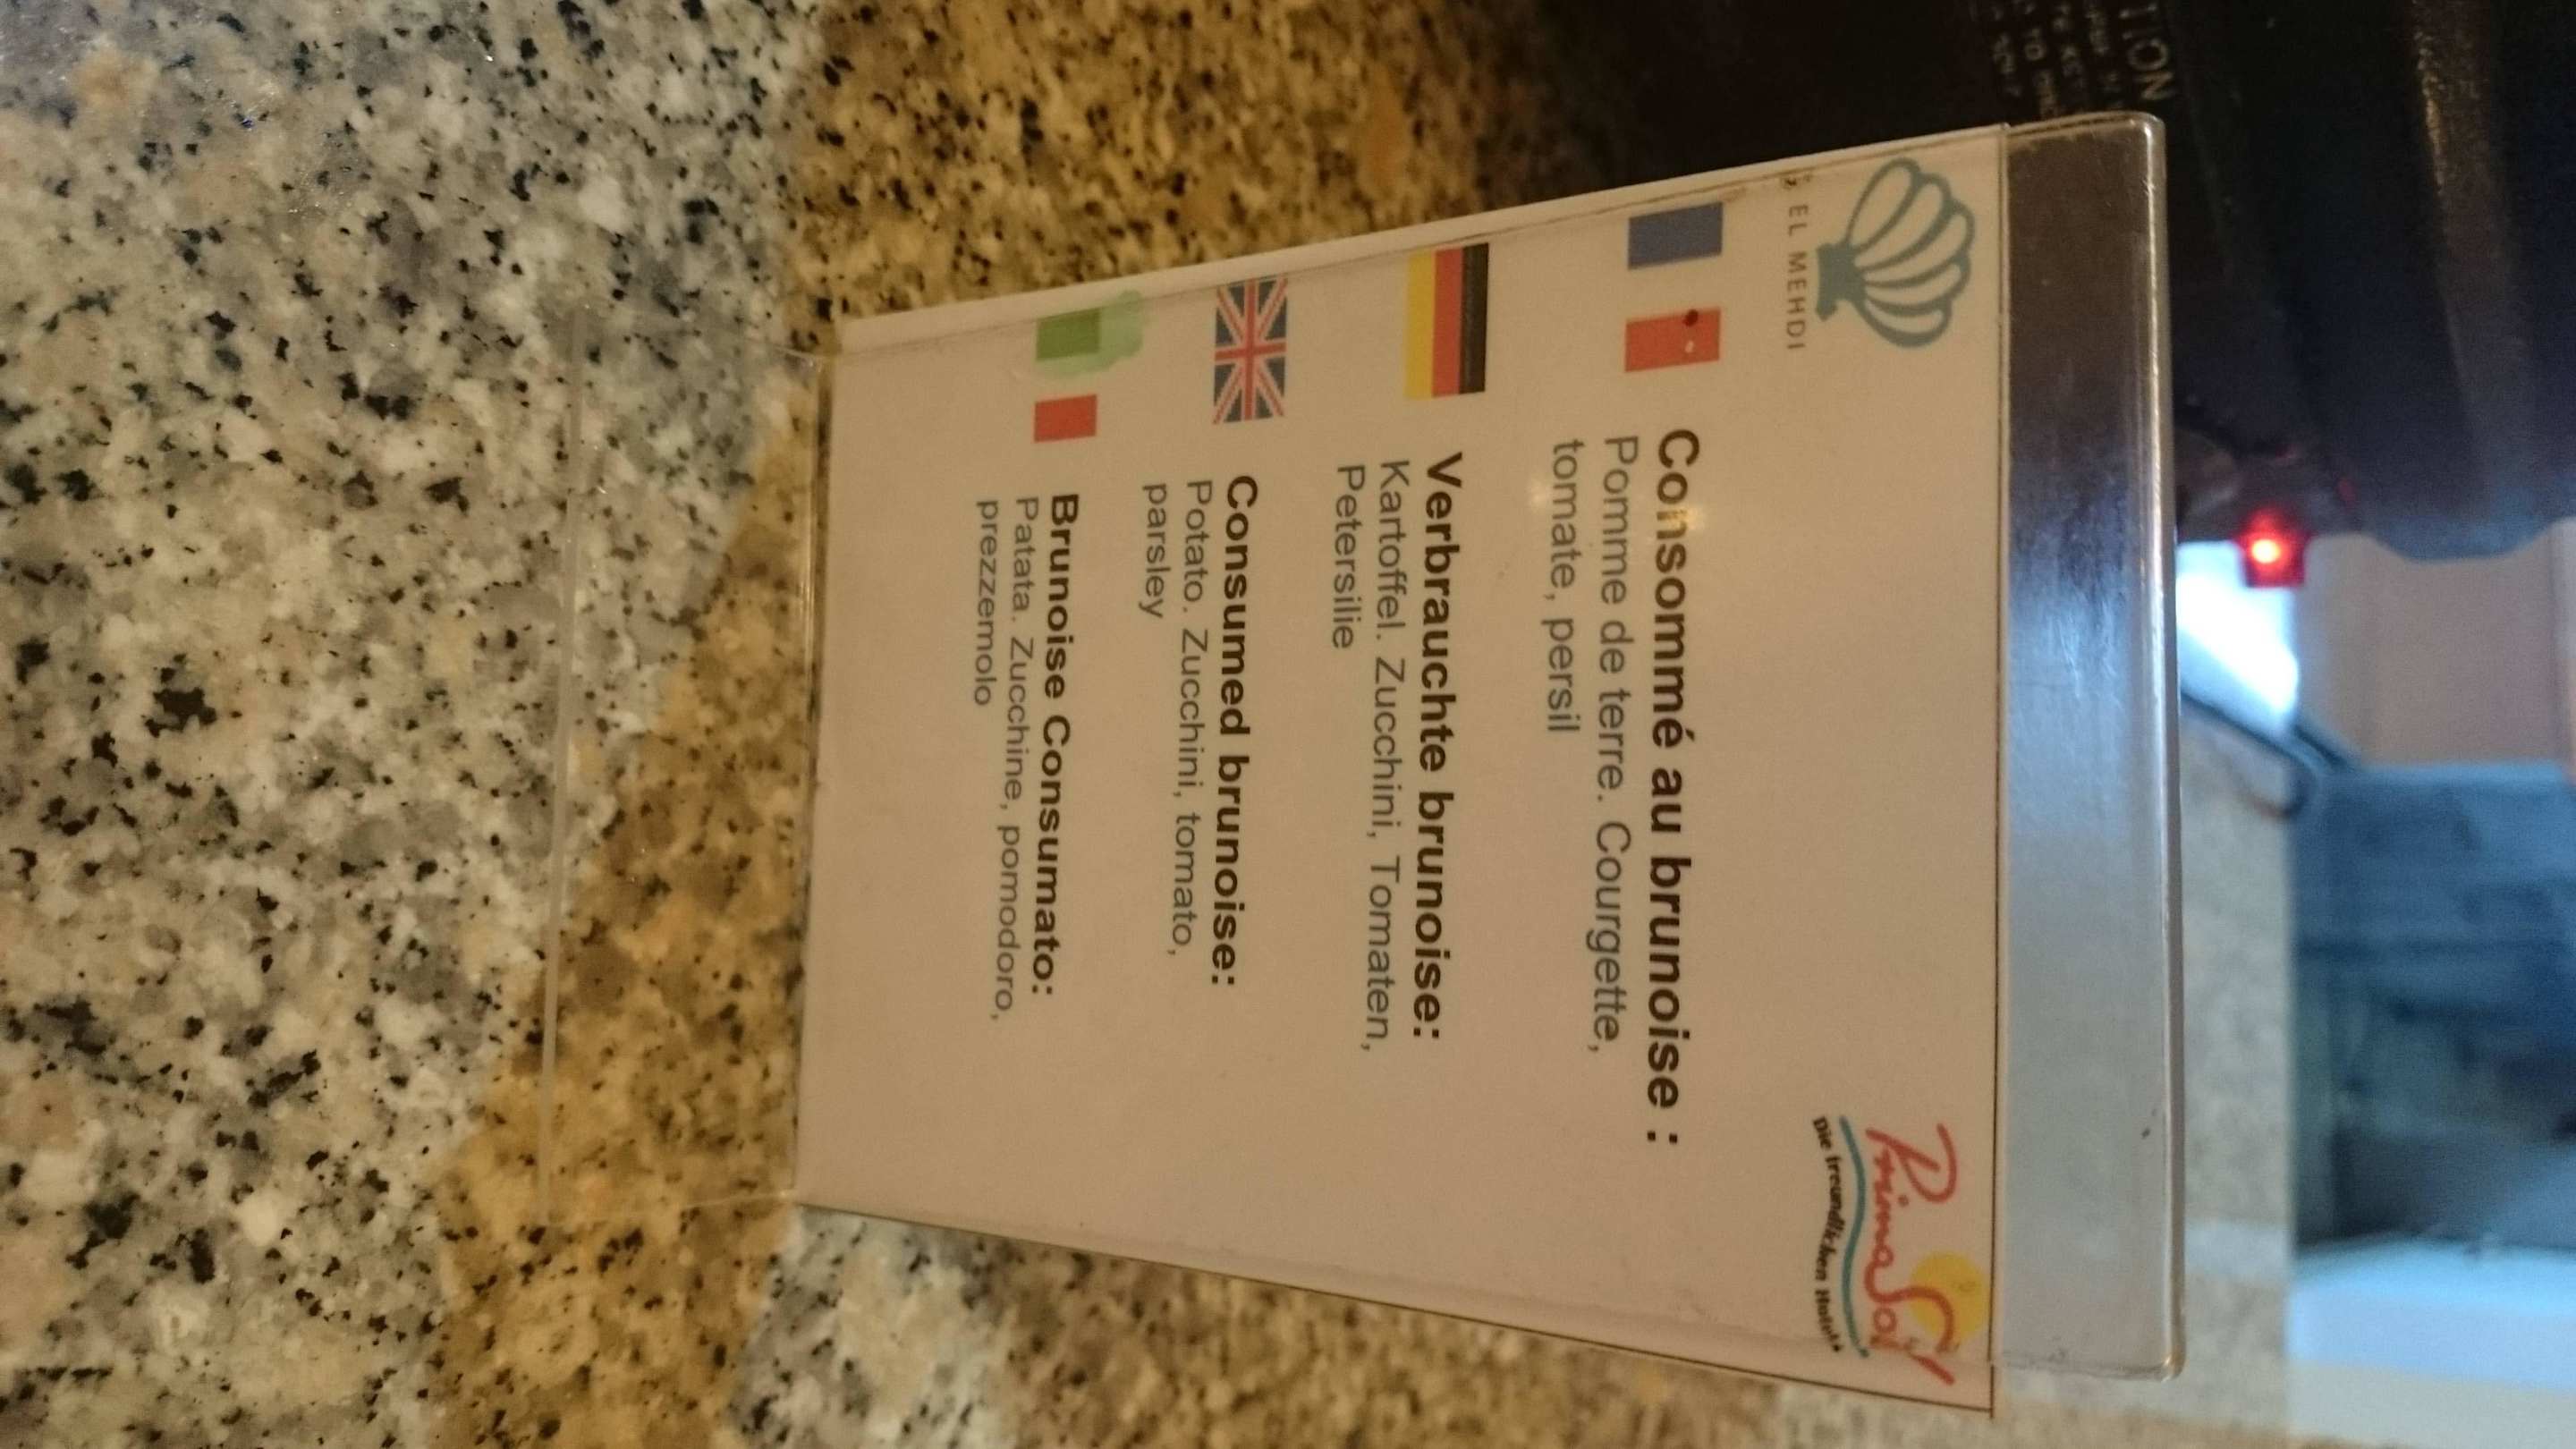 EL MEHDI
PrimaSol
Die freundlichen Hotels
Consommé au brunoise :
Pomme de terre. Courgette,
tomate, persil
Verbrauchte brunoise:
Kartoffel. Zucchini, Tomaten,
Petersilie
Consumed brunoise:
Potato. Zucchini, tomato,
parsley
Brunoise Consumato:
Patata. Zucchine, pomodoro,
prezzemolo